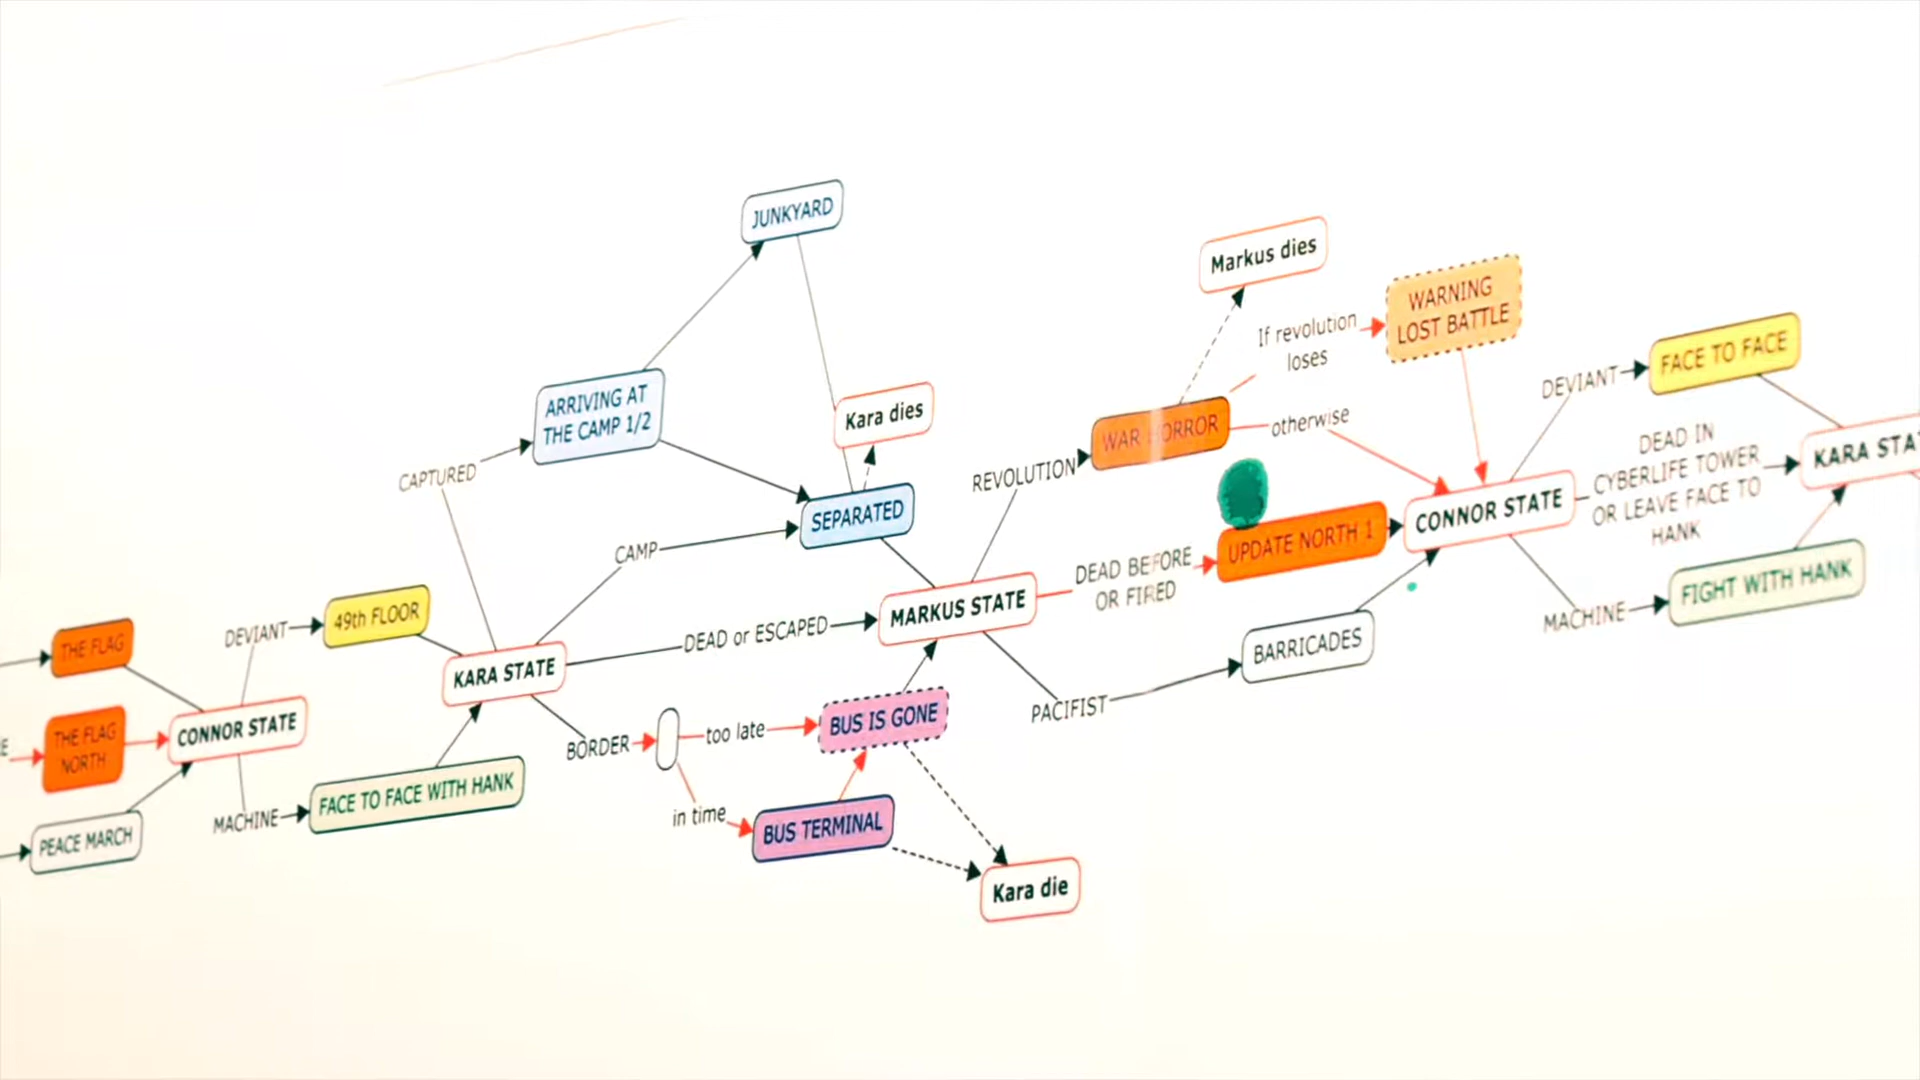 THE FLAG
THE FLAG
NORTH
PEACE MARCH
CONNOR STATE
DEVIANT
49th FLOOR
MACHINE
FACE TO FACE WITH HANK
KARA STATE
CAPTURED
ARRIVING AT
THE CAMP 1/2
JUNKYARD
CAMP
Kara dies
SEPARATED
DEAD or ESCAPED
BORDER
too late
BUS IS GONE
in time
BUS TERMINAL
Kara die
MARKUS STATE
REVOLUTION
WAR HORROR
Markus dies
If revolution
loses
WARNING
LOST BATTLE
otherwise
DEAD BEFORE
OR FIRED
UPDATE NORTH 1
PACIFIST
BARRICADES
CONNOR STATE
DEVIANT
FACE TO FACE
DEAD IN
CYBERLIFE TOWER
OR LEAVE FACE TO
HANK
MACHINE
FIGHT WITH HANK
KARA STA